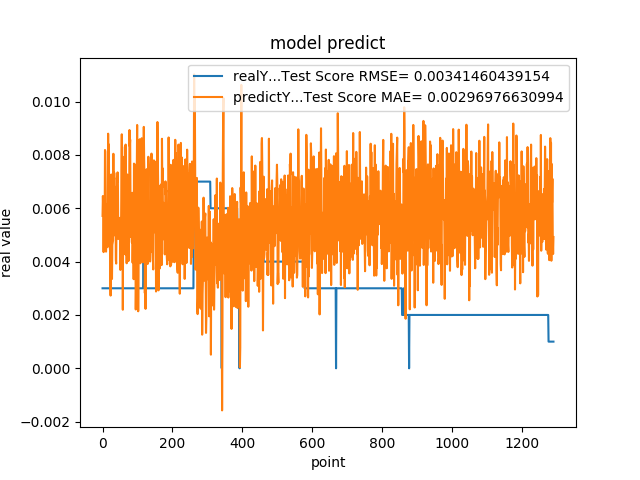 model predict
realY...Test Score RMSE= 0.00341460439154
predictY...Test Score MAE= 0.00296976630994
real value
0.010
0.008
0.006
0.004
0.002
0.000
−0.002
0 200 400 600 800 1000 1200
point